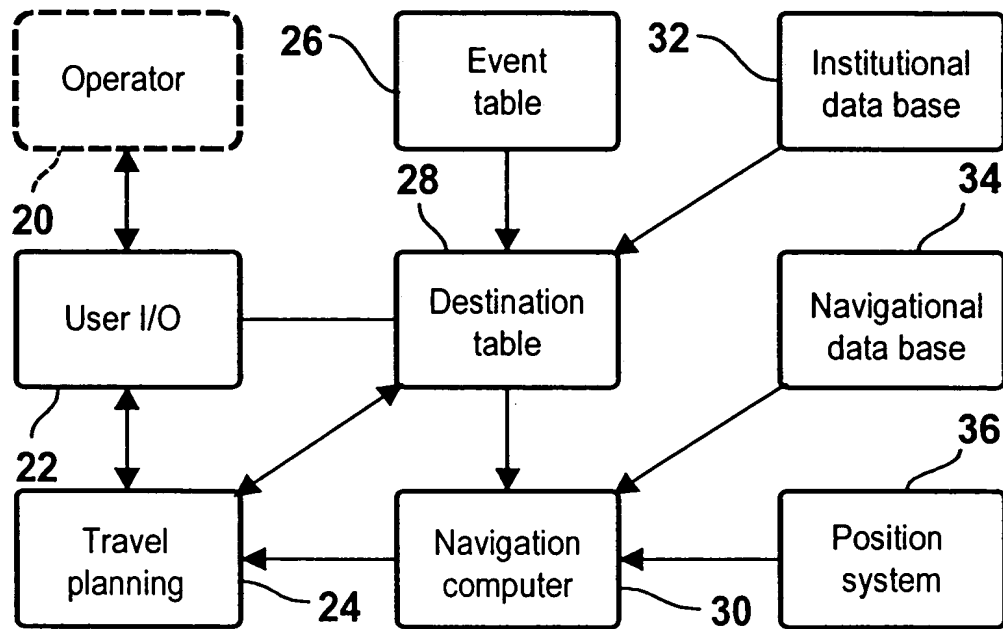 Operator
20
26
Event
table
32
Institutional
data base
28
34
User I/O
22
Destination
table
Navigational
data base
36
Travel
planning
24
Navigation
computer
30
Position
system